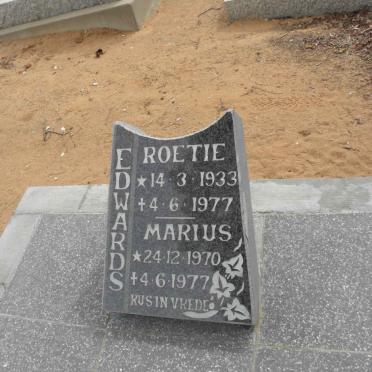 EDWARDS
ROETIE
★14·3·1933
✝4·6·1977
MARIUS
★24·12·1970
✝4·6·1977
RUS IN VREDE